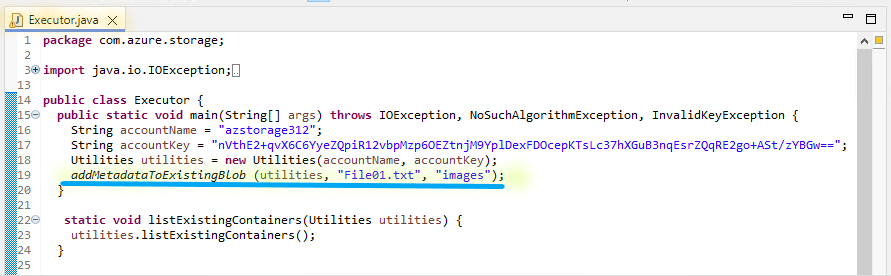 Executor.java
1 package com.azure.storage;
2
3 import java.io.IOException;
13
14 public class Executor {
15 public static void main(String[] args) throws IOException, NoSuchAlgorithmException, InvalidKeyException {
16 String accountName = "azstorage312";
17 String accountKey = "nVthE2+qvX6C6YyeZQpiR12vbpMzp6OEZtnjM9YplDexFDOcepKTsLc37hXGuB3nqEsrZQqRE2go+ASt/zYBGw==";
18 Utilities utilities = new Utilities(accountName, accountKey);
19 addMetadataToExistingBlob (utilities, "File01.txt", "images");
20 }
21
22 static void listExistingContainers(Utilities utilities) {
23 utilities.listExistingContainers();
24 }
25